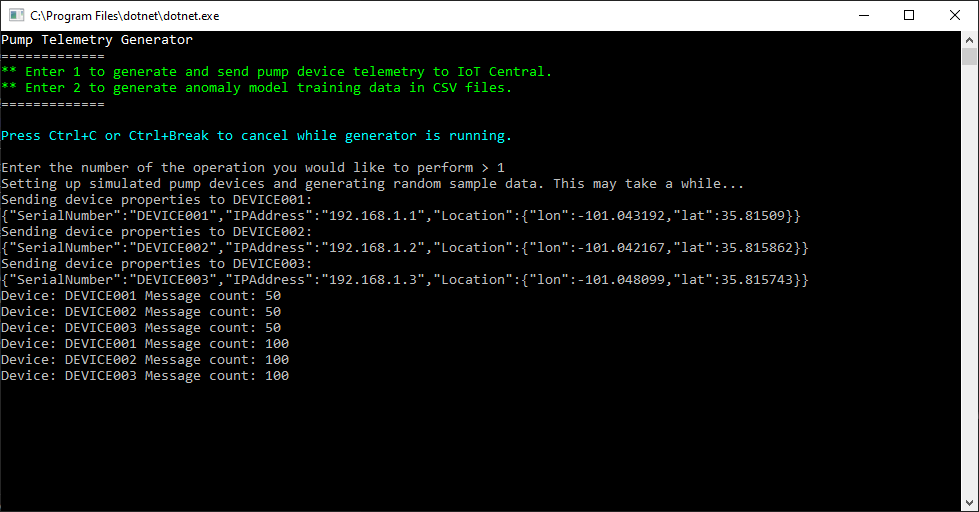 C:\Program Files\dotnet\dotnet.exe
Pump Telemetry Generator
=============
** Enter 1 to generate and send pump device telemetry to IoT Central.
** Enter 2 to generate anomaly model training data in CSV files.
=============
Press Ctrl+C or Ctrl+Break to cancel while generator is running.
Enter the number of the operation you would like to perform > 1
Setting up simulated pump devices and generating random sample data. This may take a while...
Sending device properties to DEVICE001:
{"SerialNumber":"DEVICE001","IPAddress":"192.168.1.1","Location":{"lon":-101.043192,"lat":35.81509}}
Sending device properties to DEVICE002:
{"SerialNumber":"DEVICE002","IPAddress":"192.168.1.2","Location":{"lon":-101.042167,"lat":35.815862}}
Sending device properties to DEVICE003:
{"SerialNumber":"DEVICE003","IPAddress":"192.168.1.3","Location":{"lon":-101.048099,"lat":35.815743}}
Device: DEVICE001 Message count: 50
Device: DEVICE002 Message count: 50
Device: DEVICE003 Message count: 50
Device: DEVICE001 Message count: 100
Device: DEVICE002 Message count: 100
Device: DEVICE003 Message count: 100